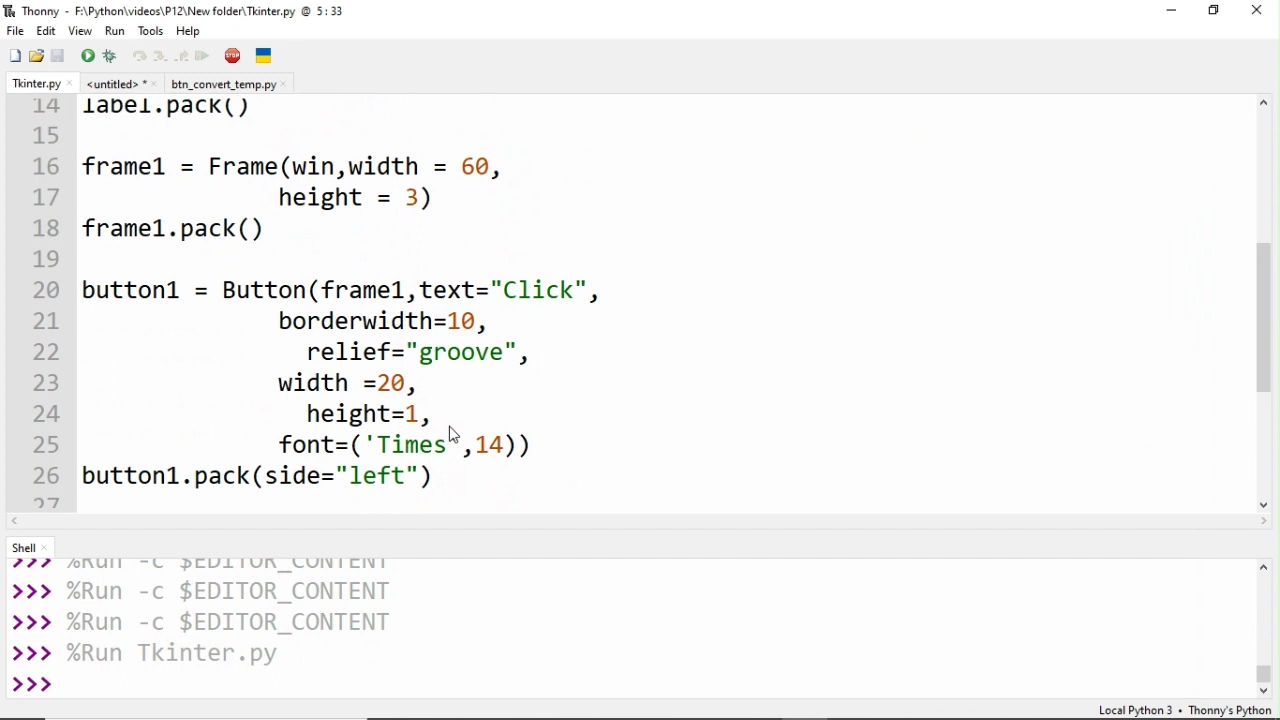 Thonny - F:\Python\videos\P12\New folder\Tkinter.py @ 5:33
File Edit View Run Tools Help
STOP
Tkinter.py × <untitled> * × btn_convert_temp.py ×
14 label.pack()
15
16 frame1 = Frame(win,width = 60,
17 height = 3)
18 frame1.pack()
19
20 button1 = Button(frame1,text="Click",
21 borderwidth=10,
22 relief="groove",
23 width =20,
24 height=1,
25 font=('Times',14))
26 button1.pack(side="left")
27
Shell ×
>>> %Run -c $EDITOR_CONTENT
>>> %Run -c $EDITOR_CONTENT
>>> %Run -c $EDITOR_CONTENT
>>> %Run Tkinter.py
>>>
Local Python 3 • Thonny's Python